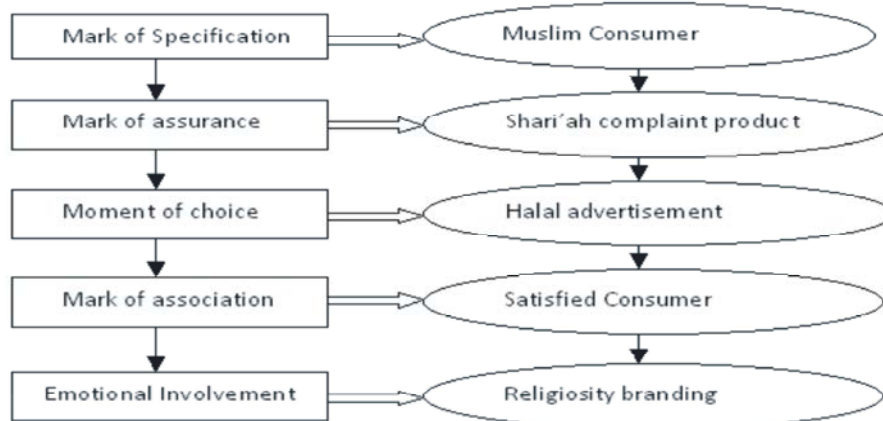 Mark of Specification
Muslim Consumer
Mark of assurance
Shari´ah complaint product
Moment of choice
Halal advertisement
Mark of association
Satisfied Consumer
Emotional Involvement
Religiosity branding